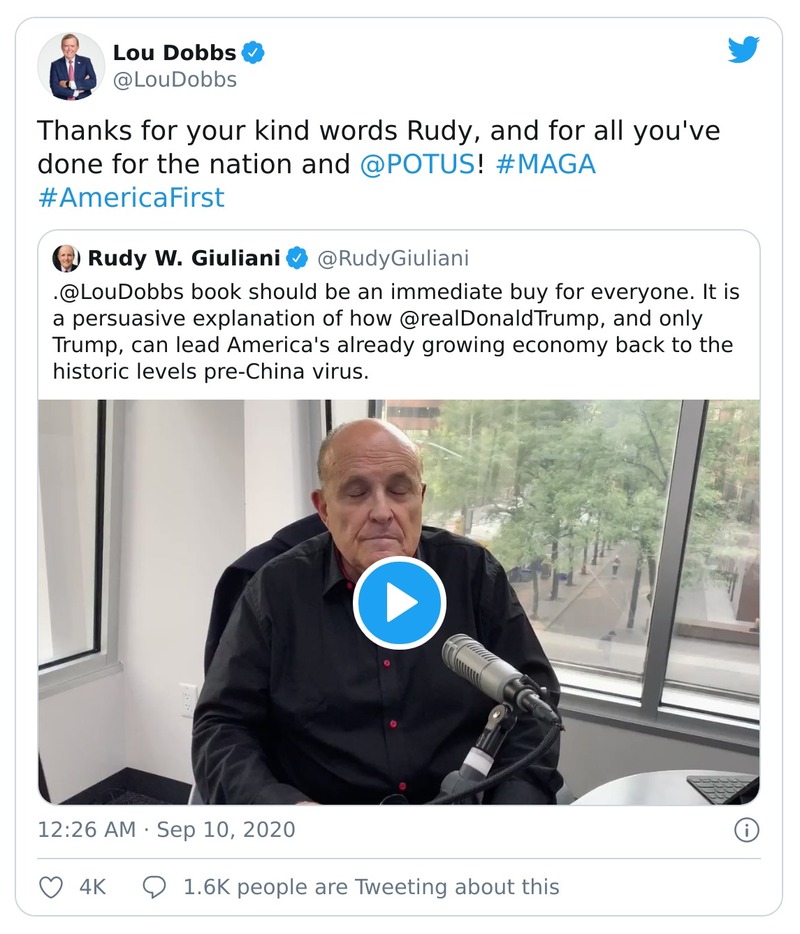 Lou Dobbs
@LouDobbs
Thanks for your kind words Rudy, and for all you've
done for the nation and @POTUS! #MAGA
#AmericaFirst
Rudy W. Giuliani @RudyGiuliani
.@LouDobbs book should be an immediate buy for everyone. It is
a persuasive explanation of how @realDonaldTrump, and only
Trump, can lead America's already growing economy back to the
historic levels pre-China virus.
12:26 AM · Sep 10, 2020
4K 1.6K people are Tweeting about this